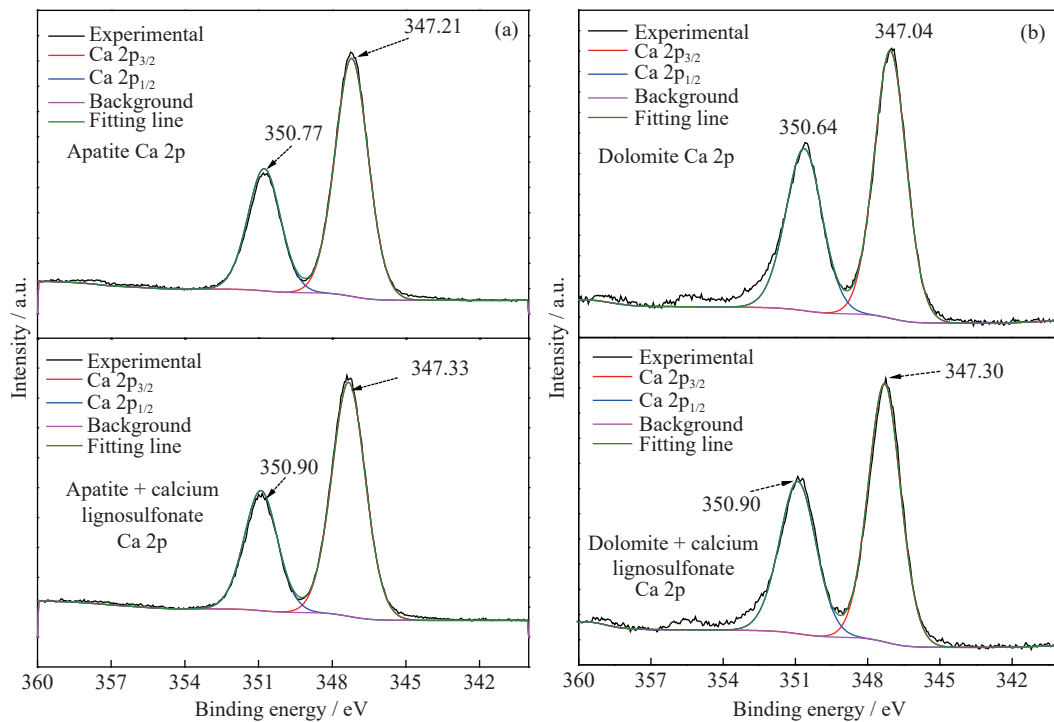 Intensity / a.u.
(a)
347.21
Experimental
Ca 2p3/2
Ca 2p1/2
Background
Fitting line
350.77
Apatite Ca 2p
Experimental
Ca 2p3/2
Ca 2p1/2
Background
Fitting line
347.33
350.90
Apatite + calcium
lignosulfonate
Ca 2p
360 354 351 348 345 342
Binding energy / eV
Intensity / a.u.
(b)
347.04
Experimental
Ca 2p3/2
Ca 2p1/2
Background
Fitting line
350.64
Dolomite Ca 2p
Experimental
Ca 2p3/2
Ca 2p1/2
Background
Fitting line
347.30
350.90
Dolomite + calcium
lignosulfonate
Ca 2p
360 357 354 351 348 345 342
Binding energy / eV